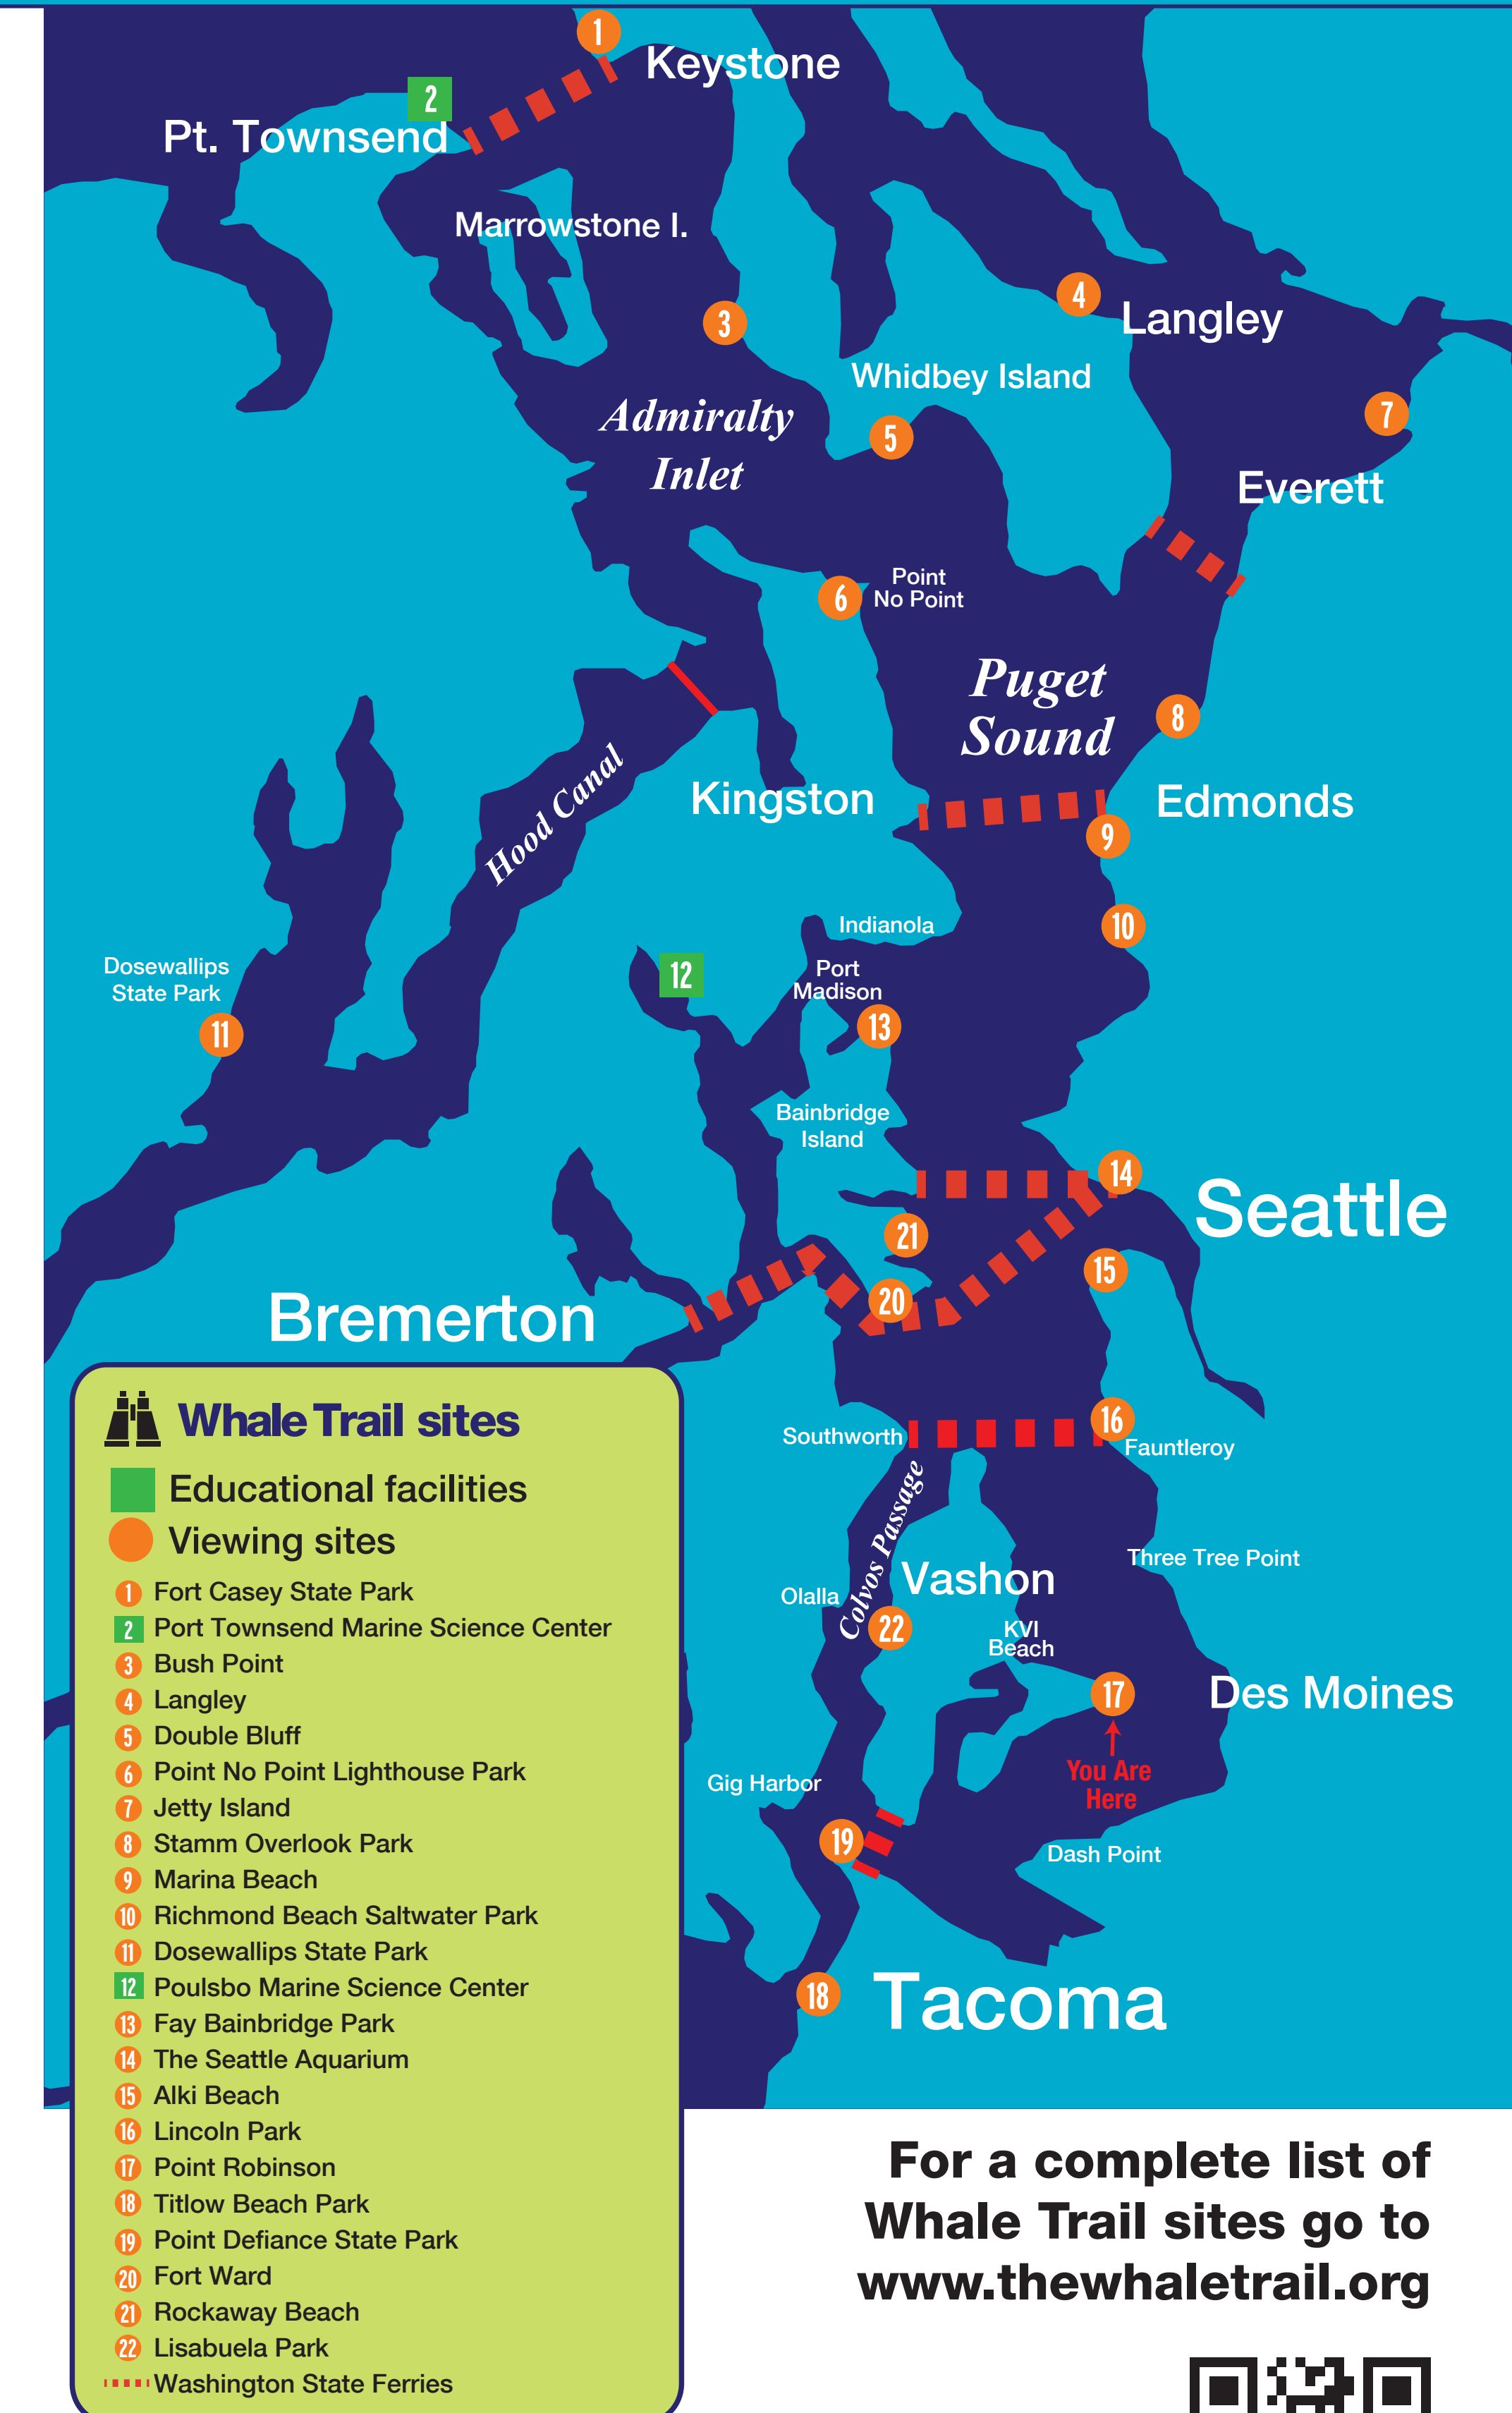 1
Keystone
2
Pt. Townsend
Marrowstone I.
3
4
Langley
Whidbey Island
Admiralty
Inlet
5
7
Everett
6
Point
No Point
Puget
Sound
8
Hood Canal
Kingston
Edmonds
9
10
Indianola
Dosewallips
State Park
11
12
Port
Madison
13
Bainbridge
Island
14
Seattle
21
15
20
Bremerton
Southworth
16
Fauntleroy
Colvos Passage
Three Tree Point
Vashon
Olalla
22
KVI
Beach
17
Des Moines
You Are
Here
Gig Harbor
19
Dash Point
18
Tacoma
Whale Trail sites
Educational facilities
Viewing sites
1 Fort Casey State Park
2 Port Townsend Marine Science Center
3 Bush Point
4 Langley
5 Double Bluff
6 Point No Point Lighthouse Park
7 Jetty Island
8 Stamm Overlook Park
9 Marina Beach
10 Richmond Beach Saltwater Park
11 Dosewallips State Park
12 Poulsbo Marine Science Center
13 Fay Bainbridge Park
14 The Seattle Aquarium
15 Alki Beach
16 Lincoln Park
17 Point Robinson
18 Titlow Beach Park
19 Point Defiance State Park
20 Fort Ward
21 Rockaway Beach
22 Lisabuela Park
Washington State Ferries
For a complete list of
Whale Trail sites go to
www.thewhaletrail.org